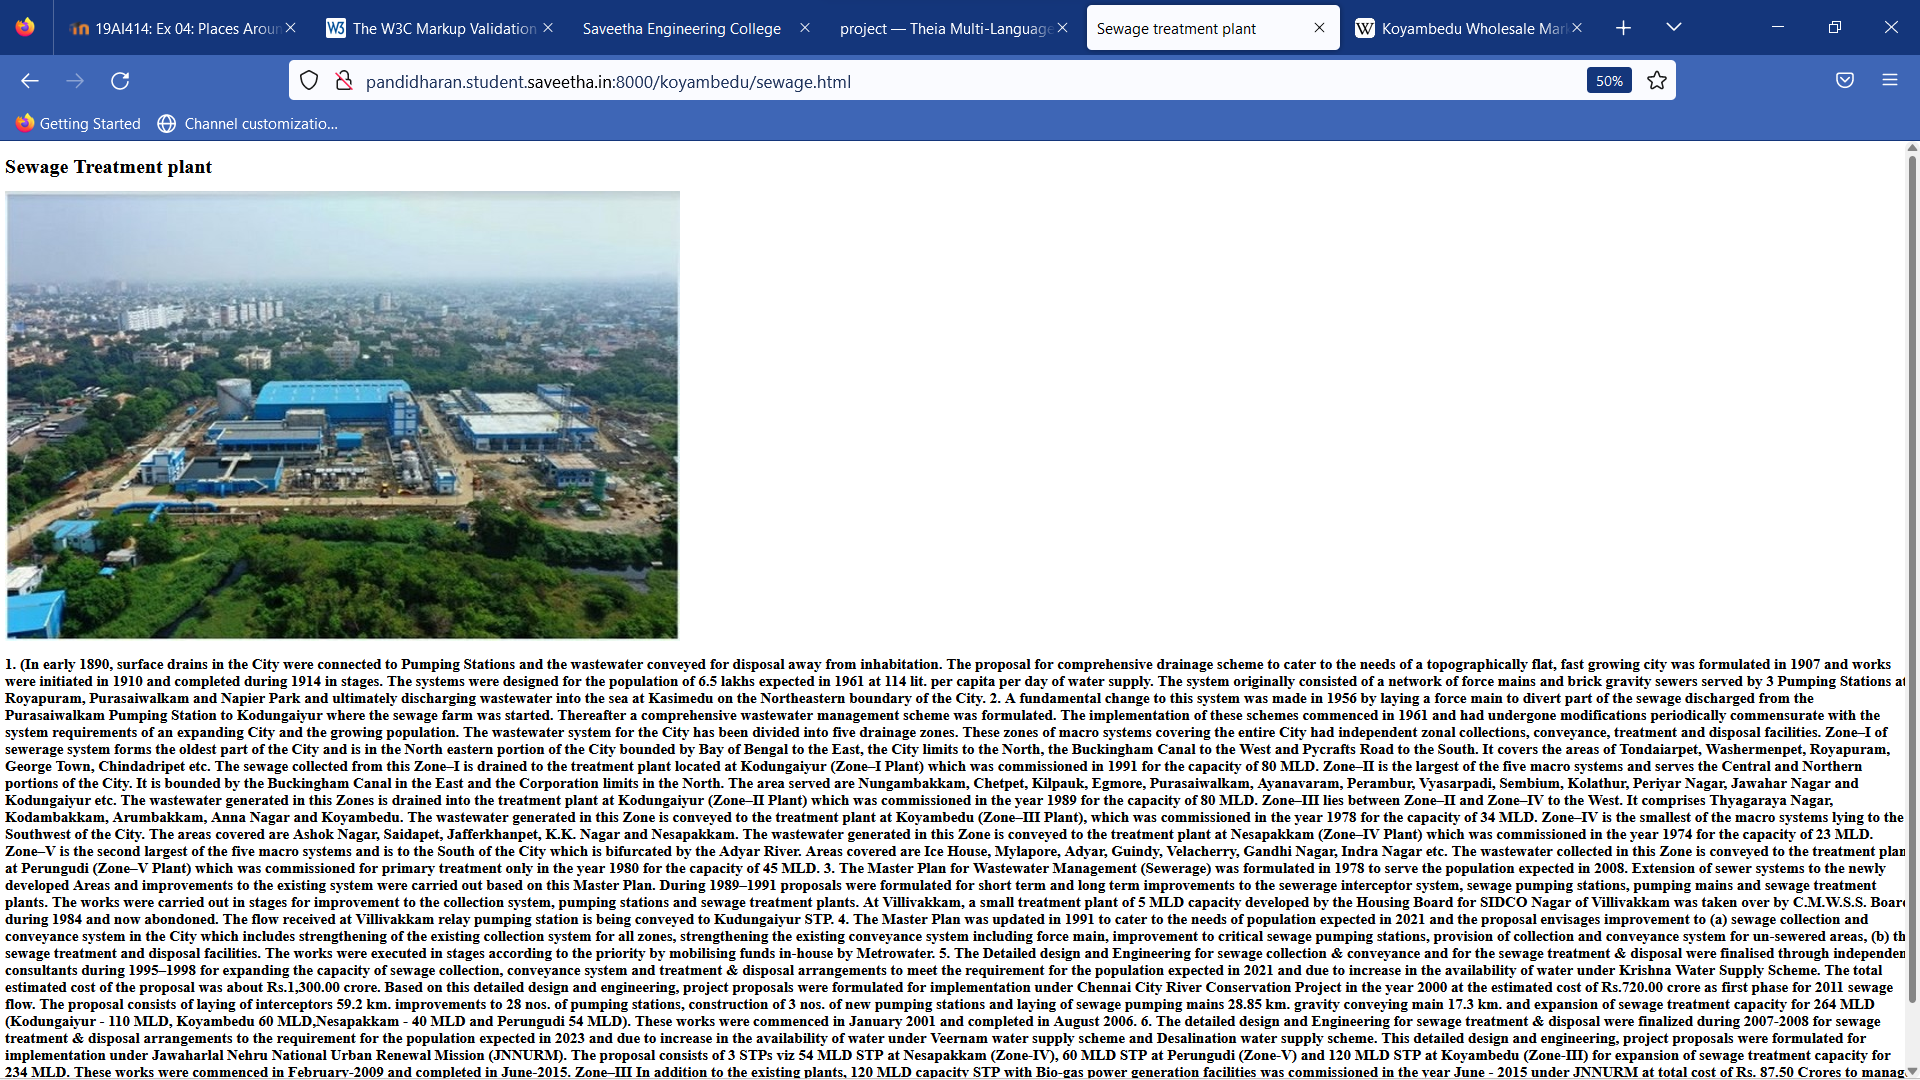 19AI414: Ex 04: Places Aroun
The W3C Markup Validation
Saveetha Engineering College
project — Theia Multi-Language
Sewage treatment plant
W Koyambedu Wholesale Mar
pandidharan.student.saveetha.in:8000/koyambedu/sewage.html
50%
Getting Started
Channel customizatio...
Sewage Treatment plant
1. (In early 1890, surface drains in the City were connected to Pumping Stations and the wastewater conveyed for disposal away from inhabitation. The proposal for comprehensive drainage scheme to cater to the needs of a topographically flat, fast growing city was formulated in 1907 and works
were initiated in 1910 and completed during 1914 in stages. The systems were designed for the population of 6.5 lakhs expected in 1961 at 114 lit. per capita per day of water supply. The system originally consisted of a network of force mains and brick gravity sewers served by 3 Pumping Stations at
Royapuram, Purasaiwalkam and Napier Park and ultimately discharging wastewater into the sea at Kasimedu on the Northeastern boundary of the City. 2. A fundamental change to this system was made in 1956 by laying a force main to divert part of the sewage discharged from the
Purasaiwalkam Pumping Station to Kodungaiyur where the sewage farm was started. Thereafter a comprehensive wastewater management scheme was formulated. The implementation of these schemes commenced in 1961 and had undergone modifications periodically commensurate with the
system requirements of an expanding City and the growing population. The wastewater system for the City has been divided into five drainage zones. These zones of macro systems covering the entire City had independent zonal collections, conveyance, treatment and disposal facilities. Zone–I of
sewerage system forms the oldest part of the City and is in the North eastern portion of the City bounded by Bay of Bengal to the East, the City limits to the North, the Buckingham Canal to the West and Pycrafts Road to the South. It covers the areas of Tondaiarpet, Washermenpet, Royapuram,
George Town, Chindadripet etc. The sewage collected from this Zone–I is drained to the treatment plant located at Kodungaiyur (Zone–I Plant) which was commissioned in 1991 for the capacity of 80 MLD. Zone–II is the largest of the five macro systems and serves the Central and Northern
portions of the City. It is bounded by the Buckingham Canal in the East and the Corporation limits in the North. The area served are Nungambakkam, Chetpet, Kilpauk, Egmore, Purasaiwalkam, Ayanavaram, Perambur, Vyasarpadi, Sembium, Kolathur, Periyar Nagar, Jawahar Nagar and
Kodungaiyur etc. The wastewater generated in this Zones is drained into the treatment plant at Kodungaiyur (Zone–II Plant) which was commissioned in the year 1989 for the capacity of 80 MLD. Zone–III lies between Zone–II and Zone–IV to the West. It comprises Thyagaraya Nagar,
Kodambakkam, Arumbakkam, Anna Nagar and Koyambedu. The wastewater generated in this Zone is conveyed to the treatment plant at Koyambedu (Zone–III Plant), which was commissioned in the year 1978 for the capacity of 34 MLD. Zone–IV is the smallest of the macro systems lying to the
Southwest of the City. The areas covered are Ashok Nagar, Saidapet, Jafferkhanpet, K.K. Nagar and Nesapakkam. The wastewater generated in this Zone is conveyed to the treatment plant at Nesapakkam (Zone–IV Plant) which was commissioned in the year 1974 for the capacity of 23 MLD.
Zone–V is the second largest of the five macro systems and is to the South of the City which is bifurcated by the Adyar River. Areas covered are Ice House, Mylapore, Adyar, Guindy, Velacherry, Gandhi Nagar, Indra Nagar etc. The wastewater collected in this Zone is conveyed to the treatment plan
at Perungudi (Zone–V Plant) which was commissioned for primary treatment only in the year 1980 for the capacity of 45 MLD. 3. The Master Plan for Wastewater Management (Sewerage) was formulated in 1978 to serve the population expected in 2008. Extension of sewer systems to the newly
developed Areas and improvements to the existing system were carried out based on this Master Plan. During 1989–1991 proposals were formulated for short term and long term improvements to the sewerage interceptor system, sewage pumping stations, pumping mains and sewage treatment
plants. The works were carried out in stages for improvement to the collection system, pumping stations and sewage treatment plants. At Villivakkam, a small treatment plant of 5 MLD capacity developed by the Housing Board for SIDCO Nagar of Villivakkam was taken over by C.M.W.S.S. Board
during 1984 and now abondoned. The flow received at Villivakkam relay pumping station is being conveyed to Kudungaiyur STP. 4. The Master Plan was updated in 1991 to cater to the needs of population expected in 2021 and the proposal envisages improvement to (a) sewage collection and
conveyance system in the City which includes strengthening of the existing collection system for all zones, strengthening the existing conveyance system including force main, improvement to critical sewage pumping stations, provision of collection and conveyance system for un-sewered areas, (b) th
sewage treatment and disposal facilities. The works were executed in stages according to the priority by mobilising funds in-house by Metrowater. 5. The Detailed design and Engineering for sewage collection & conveyance and for the sewage treatment & disposal were finalised through independen
consultants during 1995–1998 for expanding the capacity of sewage collection, conveyance system and treatment & disposal arrangements to meet the requirement for the population expected in 2021 and due to increase in the availability of water under Krishna Water Supply Scheme. The total
estimated cost of the proposal was about Rs.1,300.00 crore. Based on this detailed design and engineering, project proposals were formulated for implementation under Chennai City River Conservation Project in the year 2000 at the estimated cost of Rs.720.00 crore as first phase for 2011 sewage
flow. The proposal consists of laying of interceptors 59.2 km. improvements to 28 nos. of pumping stations, construction of 3 nos. of new pumping stations and laying of sewage pumping mains 28.85 km. gravity conveying main 17.3 km. and expansion of sewage treatment capacity for 264 MLD
(Kodungaiyur - 110 MLD, Koyambedu 60 MLD,Nesapakkam - 40 MLD and Perungudi 54 MLD). These works were commenced in January 2001 and completed in August 2006. 6. The detailed design and Engineering for sewage treatment & disposal were finalized during 2007-2008 for sewage
treatment & disposal arrangements to the requirement for the population expected in 2023 and due to increase in the availability of water under Veernam water supply scheme and Desalination water supply scheme. This detailed design and engineering, project proposals were formulated for
implementation under Jawaharlal Nehru National Urban Renewal Mission (JNNURM). The proposal consists of 3 STPs viz 54 MLD STP at Nesapakkam (Zone-IV), 60 MLD STP at Perungudi (Zone-V) and 120 MLD STP at Koyambedu (Zone-III) for expansion of sewage treatment capacity for
234 MLD. These works were commenced in February-2009 and completed in June-2015. Zone–III In addition to the existing plants, 120 MLD capacity STP with Bio-gas power generation facilities was commissioned in the year June - 2015 under JNNURM at total cost of Rs. 87.50 Crores to manag